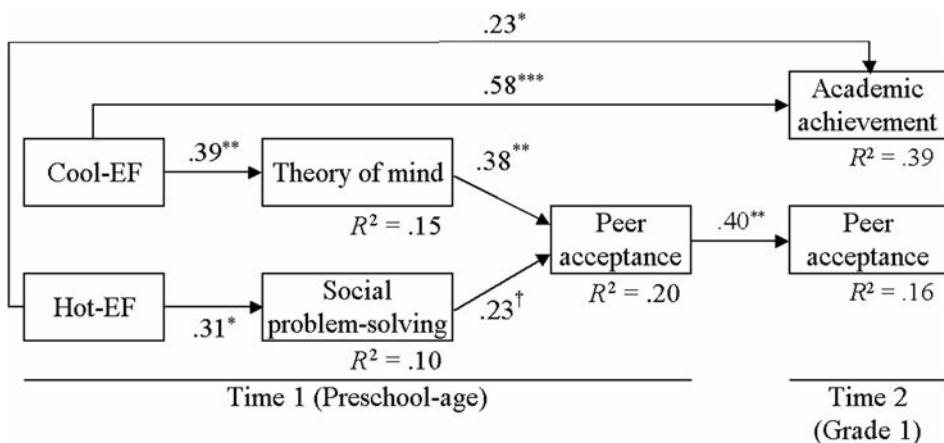 .23*
.58***
Academic
achievement
R² = .39
Cool-EF
.39**
Theory of mind
.38**
R² = .15
Peer
acceptance
R² = .20
.40**
Peer
acceptance
R² = .16
Hot-EF
.31*
Social
problem-solving
.23†
R² = .10
Time 1 (Preschool-age)
Time 2
(Grade 1)